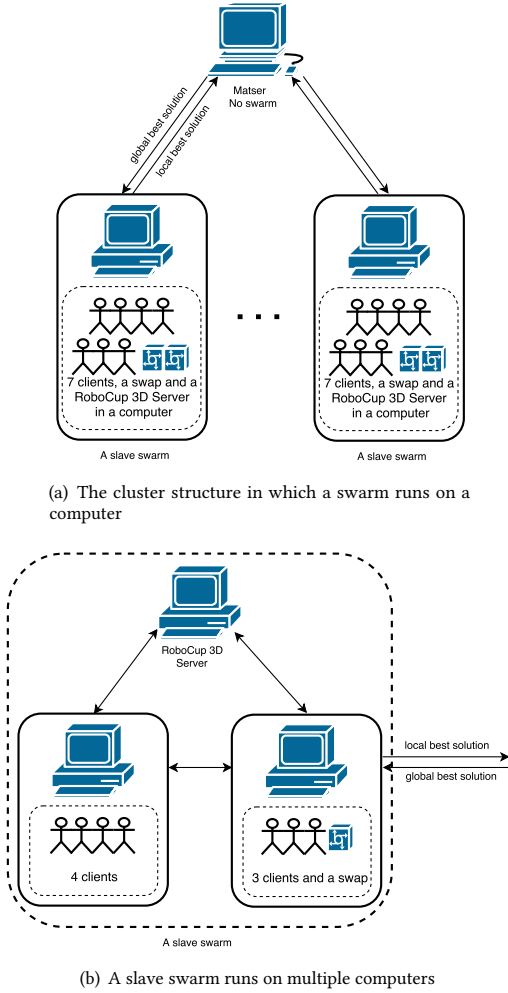 Matser
No swarm
global best solution
local best solution
7 clients, a swap and a
RoboCup 3D Server
in a computer
7 clients, a swap and a
RoboCup 3D Server
in a computer
A slave swarm
A slave swarm
(a) The cluster structure in which a swarm runs on a
computer
RoboCup 3D
Server
local best solution
global best solution
4 clients
3 clients and a swap
A slave swarm
(b) A slave swarm runs on multiple computers